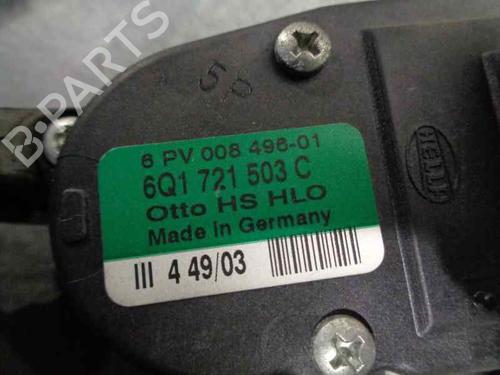 5P
6 PV 008 496-01
6Q1 721 503 C
Otto HS HLO
Made in Germany
III 4 49/03
HELLA
B-PARTS